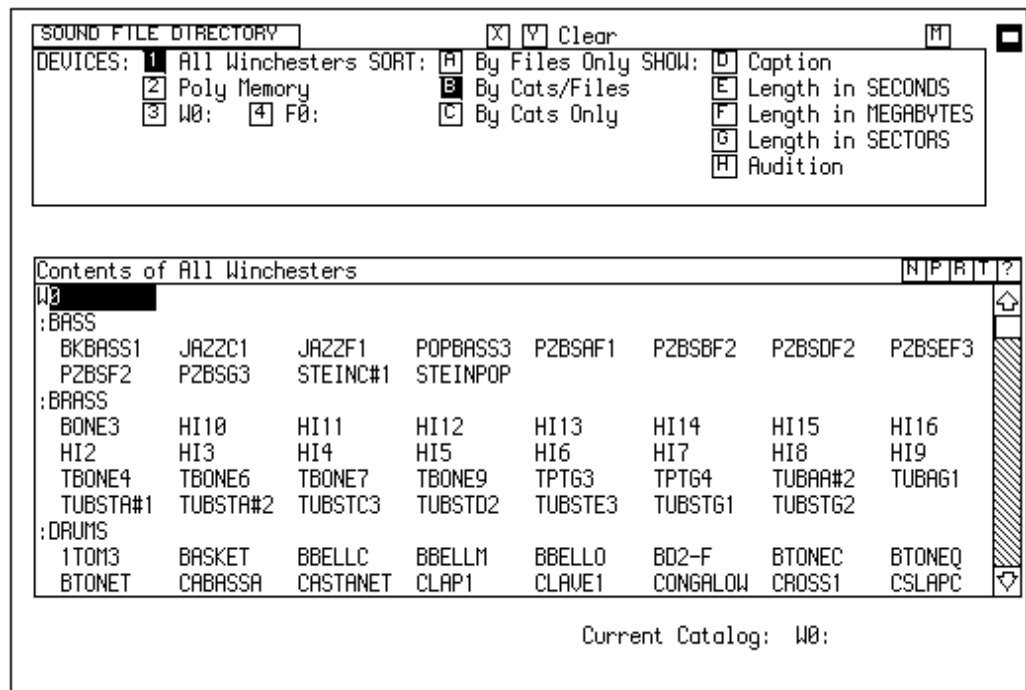 SOUND FILE DIRECTORY X Y Clear M
DEVICES: 1 All Winchesters SORT: A By Files Only SHOW: D Caption
2 Poly Memory B By Cats/Files E Length in SECONDS
3 W0: 4 F0: C By Cats Only F Length in MEGABYTES
G Length in SECTORS
H Audition
Contents of All Winchesters N P R T ?
W0
:BASS
BKBASS1 JAZZC1 JAZZF1 POPBASS3 PZBSAF1 PZBSBF2 PZBSDF2 PZBSEF3
PZBSF2 PZBSG3 STEINC#1 STEINPOP
:BRASS
BONE3 HI10 HI11 HI12 HI13 HI14 HI15 HI16
HI2 HI3 HI4 HI5 HI6 HI7 HI8 HI9
TBONE4 TBONE6 TBONE7 TBONE9 TPTG3 TPTG4 TUBAA#2 TUBAG1
TUBSTA#1 TUBSTA#2 TUBSTC3 TUBSTD2 TUBSTE3 TUBSTG1 TUBSTG2
:DRUMS
1TOM3 BASKET BBELLC BBELLM BBELLO BD2-F BTONEC BTONEQ
BTONET CABASSA CASTANET CLAP1 CLAVE1 CONGALOW CROSS1 CSLAPC
Current Catalog: W0: